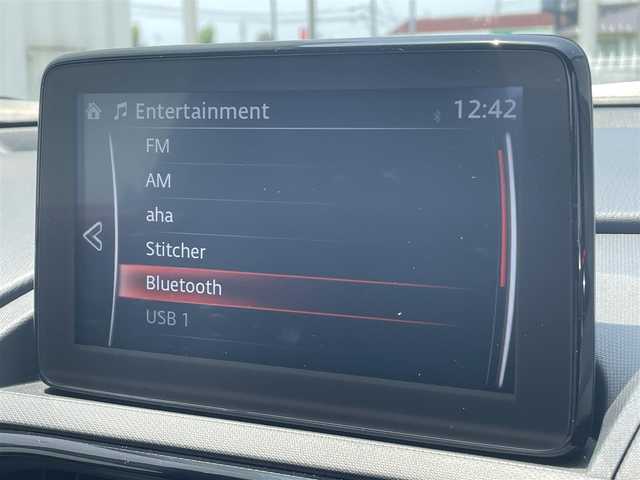 Entertainment 12:42
FM
AM
aha
Stitcher
Bluetooth
USB 1